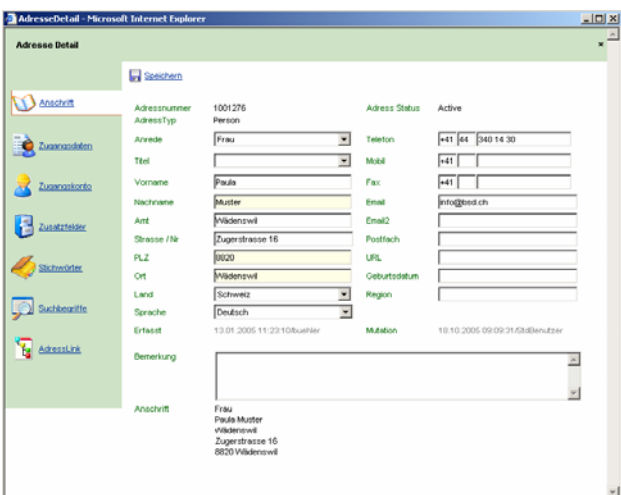 AdresseDetail - Microsoft Internet Explorer
Adresse Detail
Speichern
Anschrift
Zugangsdaten
Zugangskonto
Zusatzfelder
Stichwörter
Suchbegriffe
AdressLink
Adressnummer 1001276 Adress Status Active
AdressTyp Person
Anrede Frau Telefon +41 44 340 14 30
Titel Mobil +41
Vorname Paula Fax +41
Nachname Muster Email info@bsd.ch
Amt Wädenswil Email2
Strasse / Nr Zugerstrasse 16 Postfach
PLZ 8820 URL
Ort Wädenswil Geburtsdatum
Land Schweiz Region
Sprache Deutsch
Erfasst 13.01.2005 11:23:10/buehler Mutation 18.10.2005 09:09:31/StdBenutzer
Bemerkung
Anschrift Frau
Paula Muster
Wädenswil
Zugerstrasse 16
8820 Wädenswil